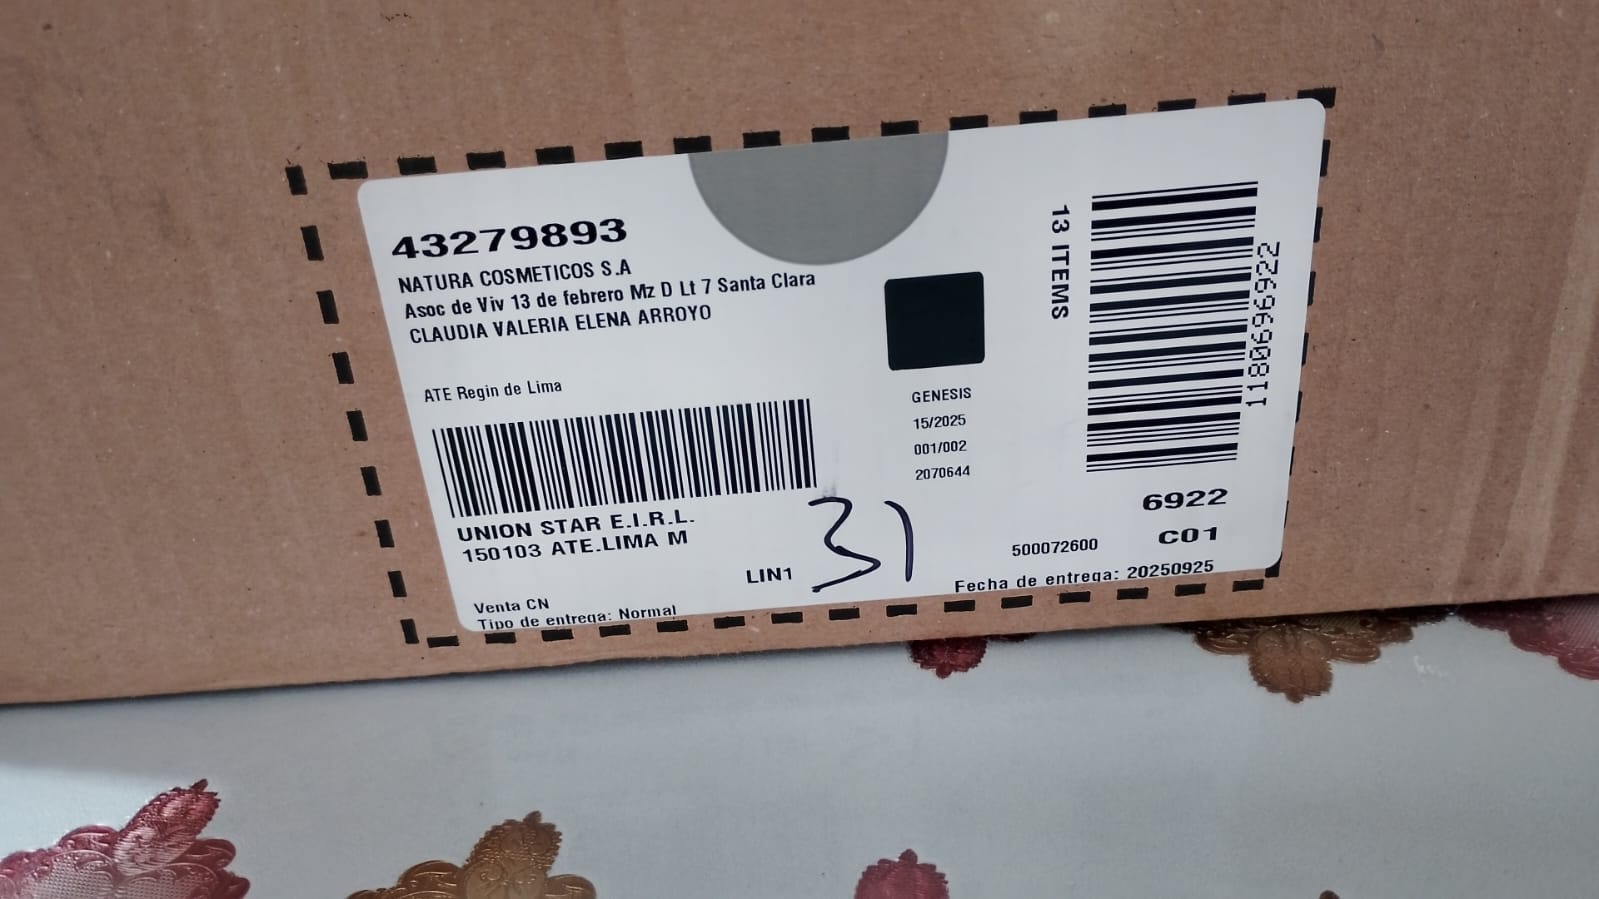 43279893
NATURA COSMETICOS S.A
Asoc de Viv 13 de febrero Mz D Lt 7 Santa Clara
CLAUDIA VALERIA ELENA ARROYO
ATE Regin de Lima
UNION STAR E.I.R.L.
150103 ATE.LIMA M
LIN1
31
Venta CN
Tipo de entrega: Normal
GENESIS
15/2025
001/002
2070644
13 ITEMS
1180696922
6922
C01
500072600
Fecha de entrega: 20250925